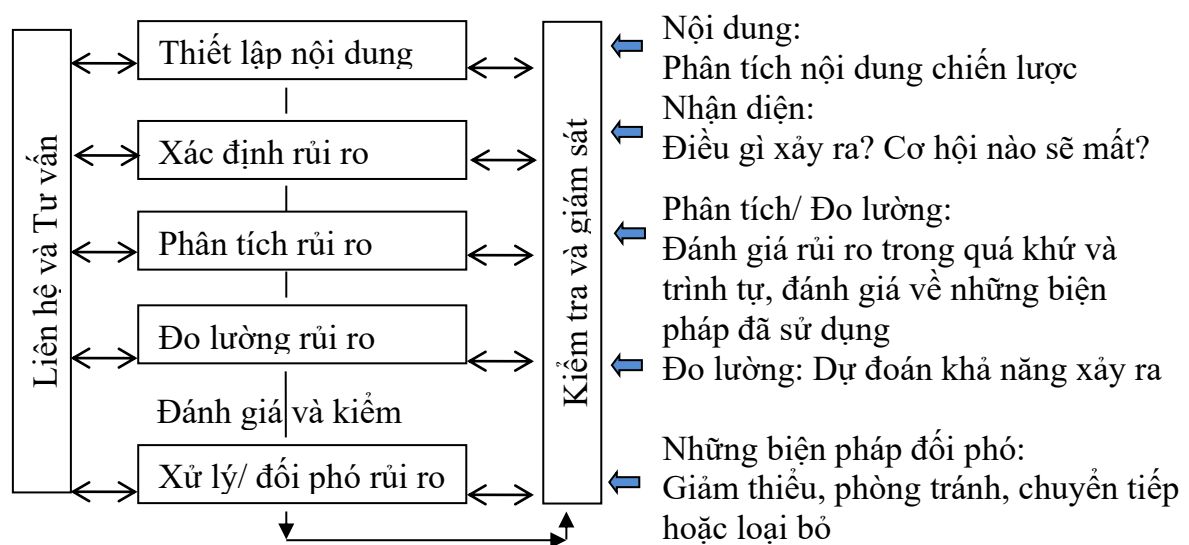 Liên hệ và Tư vấn
Thiết lập nội dung
Xác định rủi ro
Phân tích rủi ro
Đo lường rủi ro
Đánh giá và kiểm
Xử lý/ đối phó rủi ro
Kiểm tra và giám sát
Nội dung:
Phân tích nội dung chiến lược
Nhận diện:
Điều gì xảy ra? Cơ hội nào sẽ mất?
Phân tích/ Đo lường:
Đánh giá rủi ro trong quá khứ và
trình tự, đánh giá về những biện
pháp đã sử dụng
Đo lường: Dự đoán khả năng xảy ra
Những biện pháp đối phó:
Giảm thiểu, phòng tránh, chuyển tiếp
hoặc loại bỏ